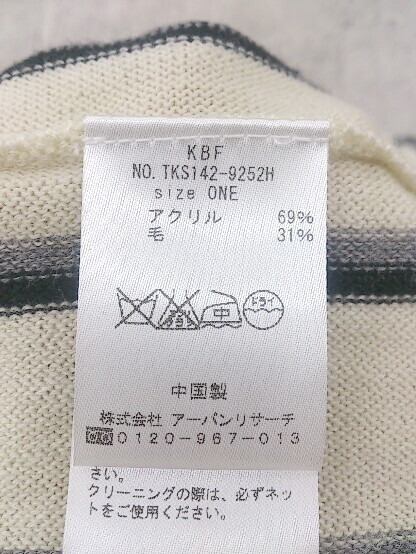 KBF
NO. TKS142-9252H
size ONE
アクリル 69%
毛 31%
中 ドライ
中国製
株式会社 アーバンリサーチ
0120-967-013
さい。
クリーニングの際は、必ずネッ
トをご使用ください。